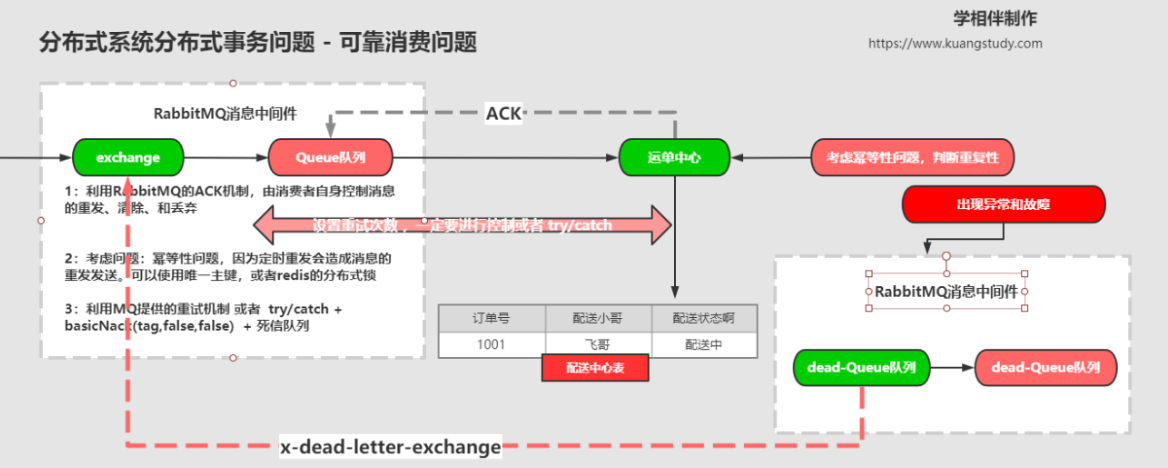 学相伴制作
分布式系统分布式事务问题 - 可靠消费问题
https://www.kuangstudy.com
RabbitMQ消息中间件
ACK
exchange
Queue队列
运单中心
考虑幂等性问题，判断重复性
1：利用RabbitMQ的ACK机制，由消费者自身控制消息
的重发、清除、和丢弃
出现异常和故障
设置重试次数，一定要进行控制或者 try/catch
2：考虑问题：幂等性问题，因为定时重发会造成消息的
重发发送。可以使用唯一主键，或者redis的分布式锁
RabbitMQ消息中间件
3：利用MQ提供的重试机制 或者 try/catch +
basicNack(tag,false,false) + 死信队列
订单号 配送小哥 配送状态啊
1001 飞哥 配送中
配送中心表
dead-Queue队列
dead-Queue队列
x-dead-letter-exchange